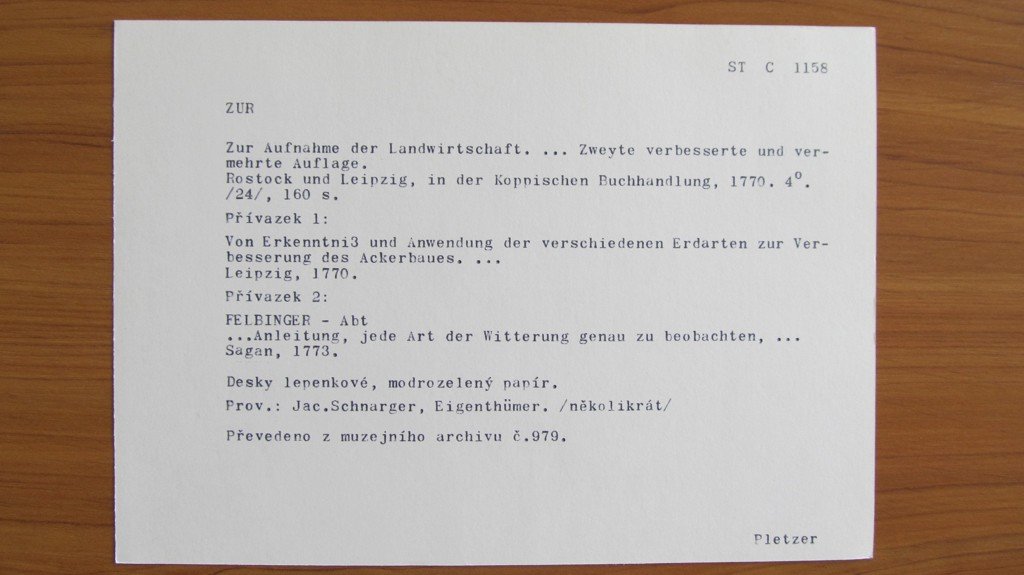 ST C 1158
ZUR
Zur Aufnahme der Landwirtschaft. ... Zweyte verbesserte und ver-
mehrte Auflage.
Rostock und Leipzig, in der Koppischen Buchhandlung, 1770. 4⁰.
/24/, 160 s.
Přívazek 1:
Von Erkenntni3 und Anwendung der verschiedenen Erdarten zur Ver-
besserung des Ackerbaues. ...
Leipzig, 1770.
Přívazek 2:
FELBINGER - Abt
...Anleitung, jede Art der Witterung genau zu beobachten, ...
Sagan, 1773.
Desky lepenkové, modrozelený papír.
Prov.: Jac.Schnarger, Eigenthümer. /několikrát/
Převedeno z muzejního archivu č.979.
Pletzer